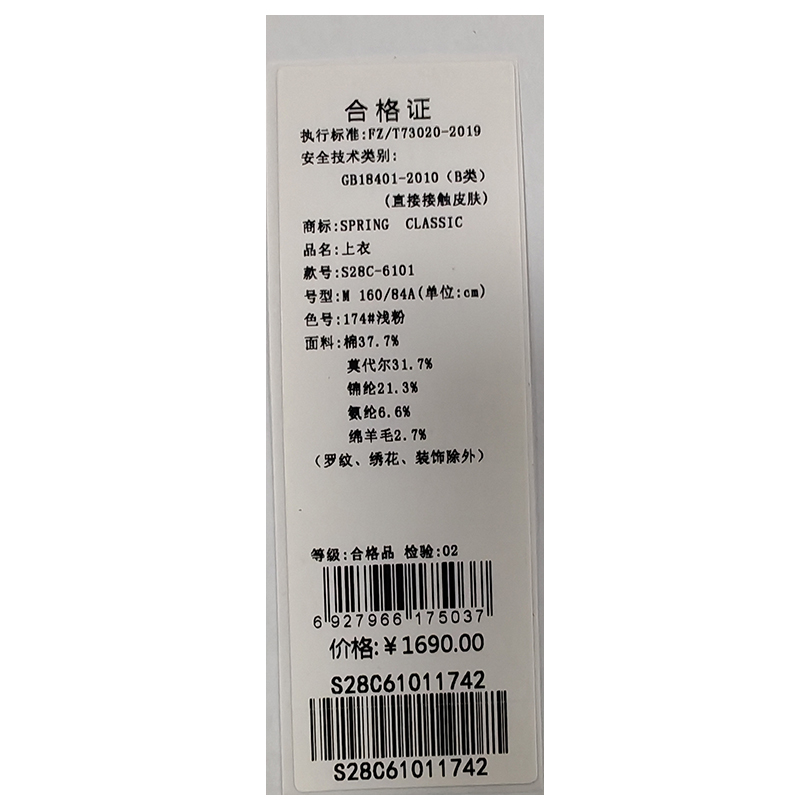 合格证
执行标准:FZ/T73020-2019
安全技术类别:
GB18401-2010（B类）
(直接接触皮肤)
商标:SPRING CLASSIC
品名:上衣
款号:S28C-6101
号型:M 160/84A(单位:cm)
色号:174#浅粉
面料:棉37.7%
莫代尔31.7%
锦纶21.3%
氨纶6.6%
绵羊毛2.7%
（罗纹、绣花、装饰除外）
等级:合格品 检验:02
6 927966 175037
价格:¥1690.00
S28C61011742
S28C61011742